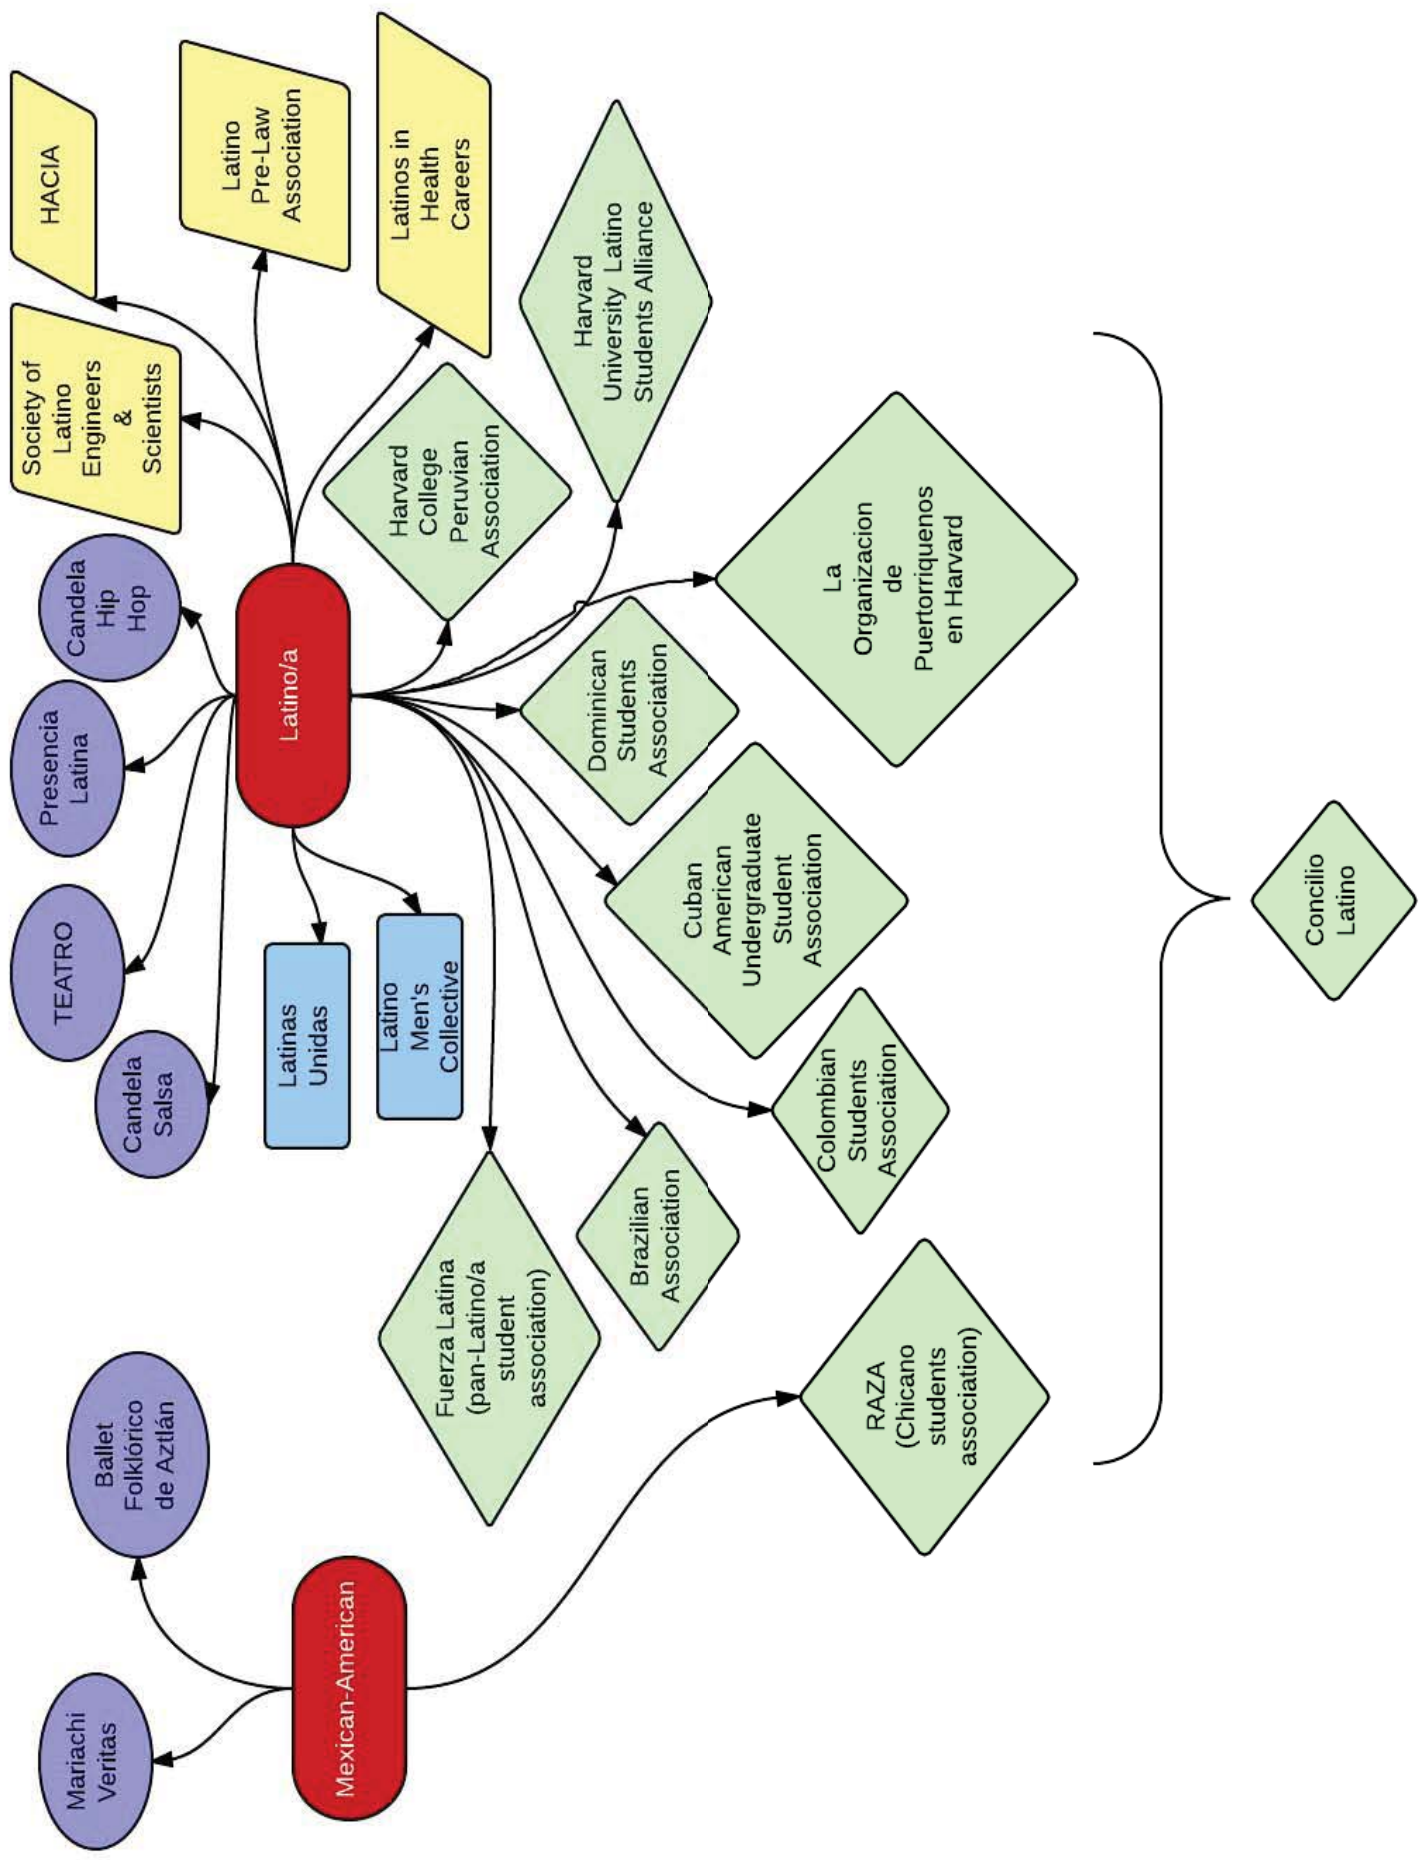 Mariachi
Veritas
Ballet
Folklórico
de Aztlán
Candela
Salsa
TEATRO
Presencia
Latina
Candela
Hip
Hop
Society of
Latino
Engineers
&
Scientists
HACIA
Latino
Pre-Law
Association
Latinos in
Health
Careers
Mexican-American
Latinas
Unidas
Latino
Men's
Collective
Latino/a
Fuerza Latina
(pan-Latino/a
student
association)
Harvard
College
Peruvian
Association
Brazilian
Association
Dominican
Students
Association
Harvard
University Latino
Students Alliance
Cuban
American
Undergraduate
Student
Association
RAZA
(Chicano
students
association)
Colombian
Students
Association
La
Organizacion
de
Puertorriquenos
en Harvard
Concilio
Latino